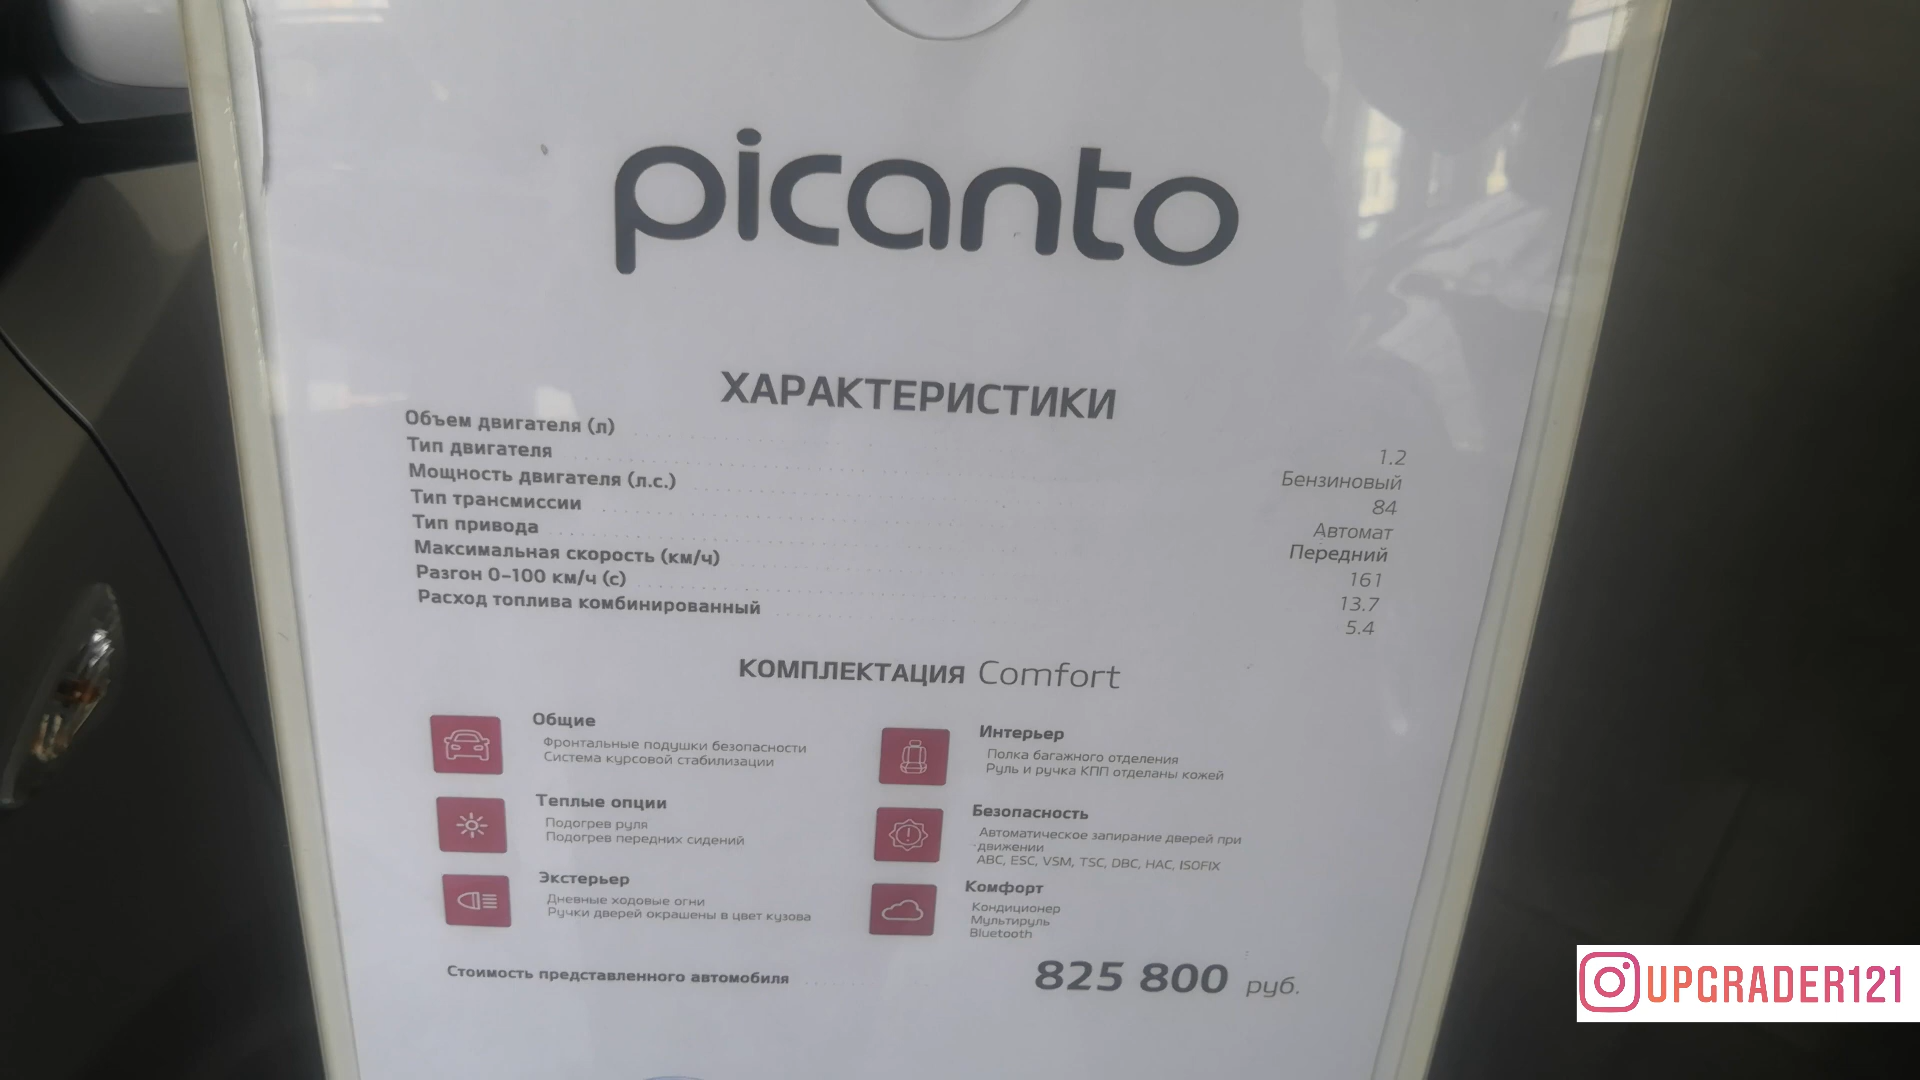 picanto
ХАРАКТЕРИСТИКИ
Объем двигателя (л) 1.2
Тип двигателя Бензиновый
Мощность двигателя (л.с.) 84
Тип трансмиссии Автомат
Тип привода Передний
Максимальная скорость (км/ч) 161
Разгон 0-100 км/ч (с) 13.7
Расход топлива комбинированный 5.4
КОМПЛЕКТАЦИЯ Comfort
Общие
Фронтальные подушки безопасности
Система курсовой стабилизации
Теплые опции
Подогрев руля
Подогрев передних сидений
Экстерьер
Дневные ходовые огни
Ручки дверей окрашены в цвет кузова
Интерьер
Полка багажного отделения
Руль и ручка КПП отделаны кожей
Безопасность
Автоматическое запирание дверей при
движении
ABC, ESC, VSM, TSC, DBC, HAC, ISOFIX
Комфорт
Кондиционер
Мультируль
Bluetooth
Стоимость представленного автомобиля 825 800 руб.
UPGRADER121